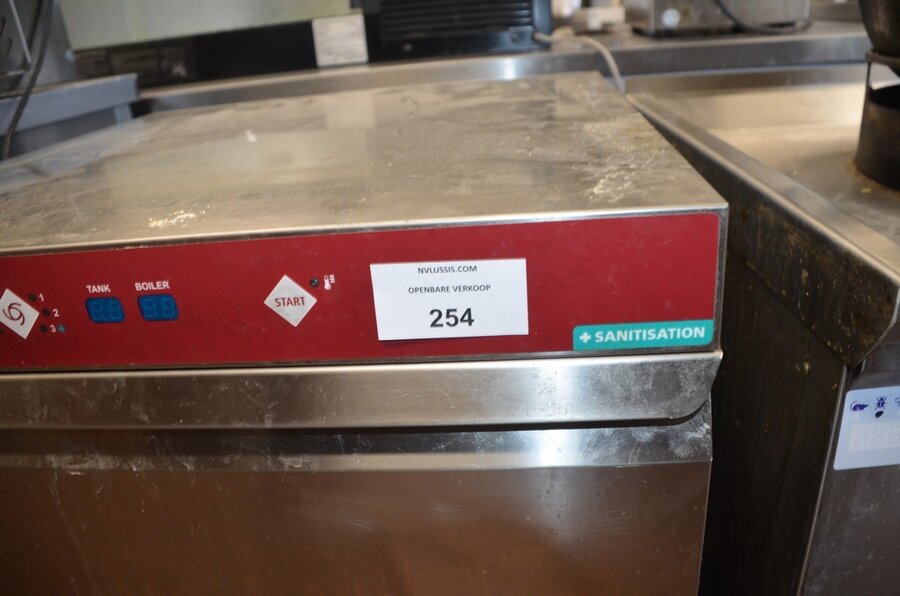 1
2
3
TANK
BOILER
START
NVLUSSIS.COM
OPENBARE VERKOOP
254
+ SANITISATION